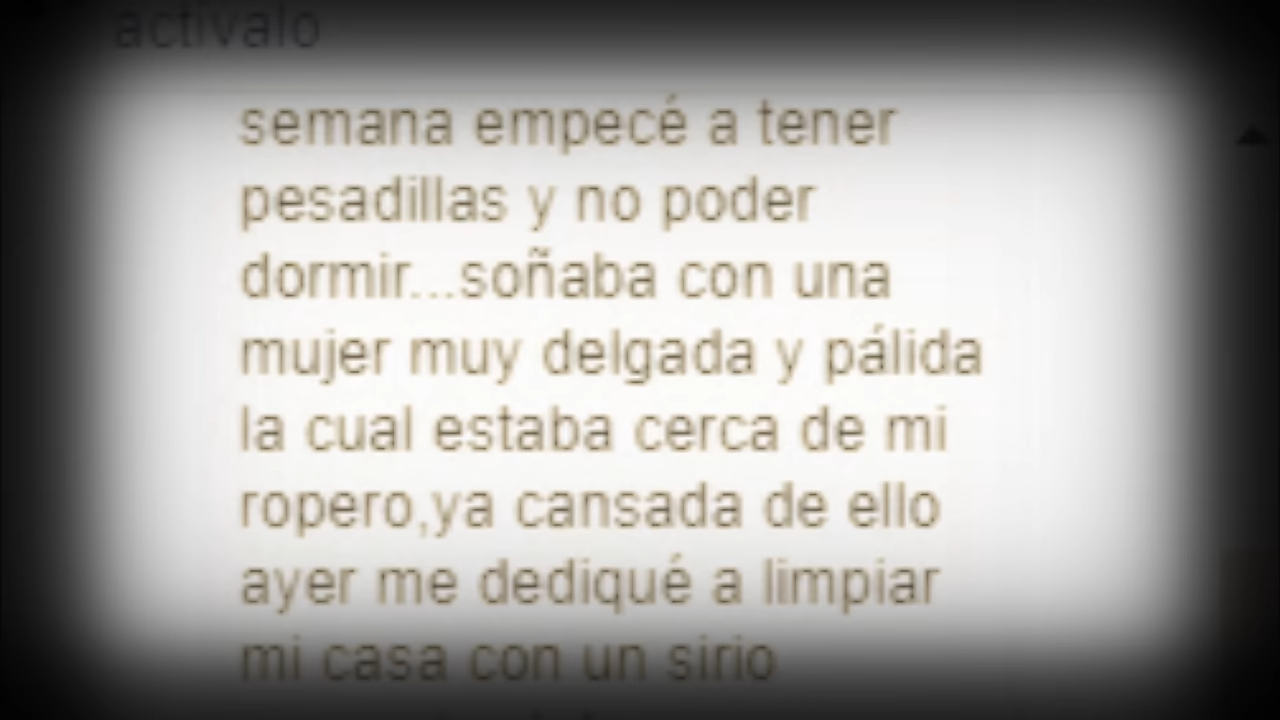 activalo
semana empecé a tener
pesadillas y no poder
dormir...soñaba con una
mujer muy delgada y pálida
la cual estaba cerca de mi
ropero,ya cansada de ello
ayer me dediqué a limpiar
mi casa con un sirio